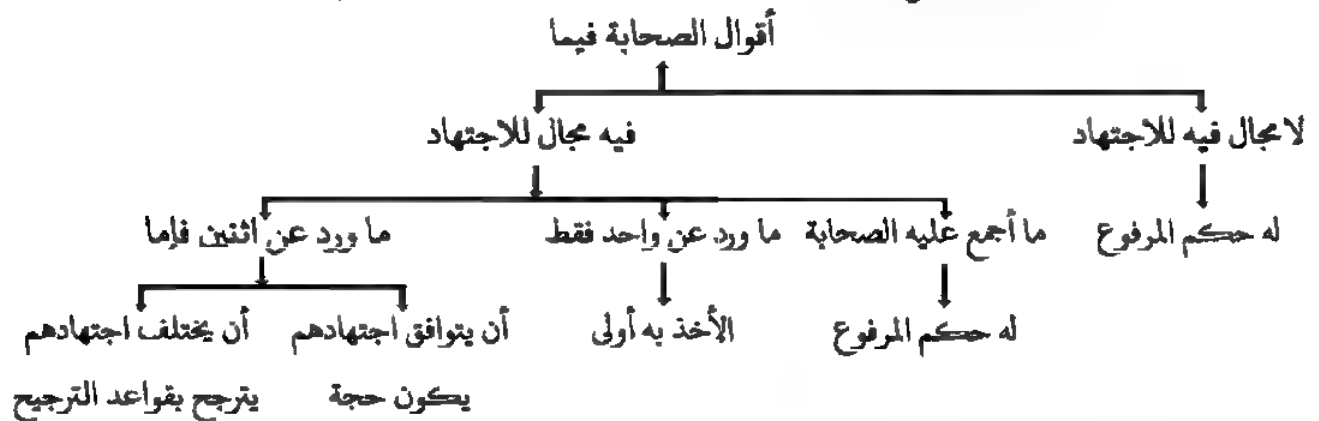 أقوال الصحابة فيما
لا مجال فيه للاجتهاد
فيه مجال للاجتهاد
له حكم المرفوع
ما أجمع عليه الصحابة
ما ورد عن واحد فقط
ما ورد عن اثنين فإما
له حكم المرفوع
الأخذ به أولى
أن يتوافق اجتهادهم
أن يختلف اجتهادهم
يكون حجة
يترجح بقواعد الترجيح